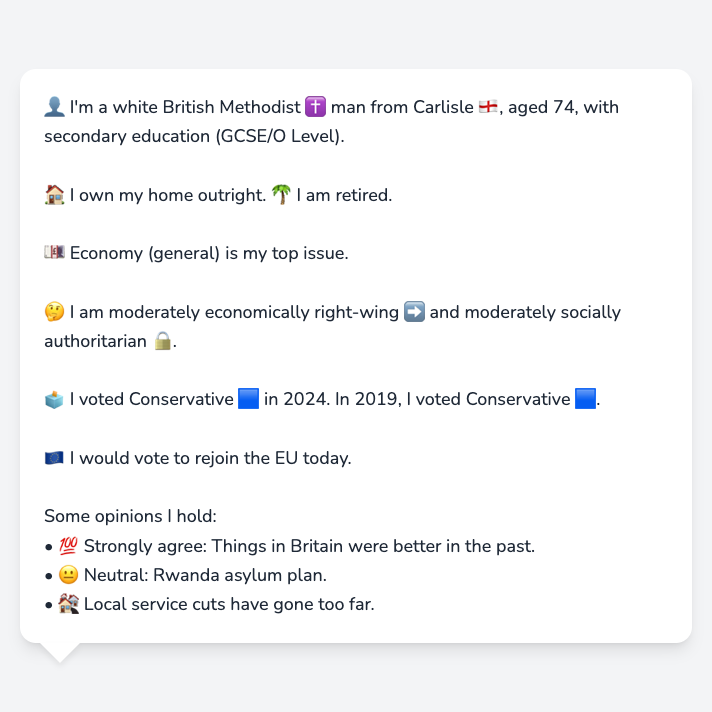 👤 I'm a white British Methodist ✝️ man from Carlisle 🏴󠁧󠁢󠁥󠁮󠁧󠁿, aged 74, with
secondary education (GCSE/O Level).
🏠 I own my home outright. 🌴 I am retired.
💷 Economy (general) is my top issue.
🤔 I am moderately economically right-wing ➡️ and moderately socially
authoritarian 🔒.
🗳️ I voted Conservative 🟦 in 2024. In 2019, I voted Conservative 🟦.
🇪🇺 I would vote to rejoin the EU today.
Some opinions I hold:
• 💯 Strongly agree: Things in Britain were better in the past.
• 😐 Neutral: Rwanda asylum plan.
• 🏚️ Local service cuts have gone too far.